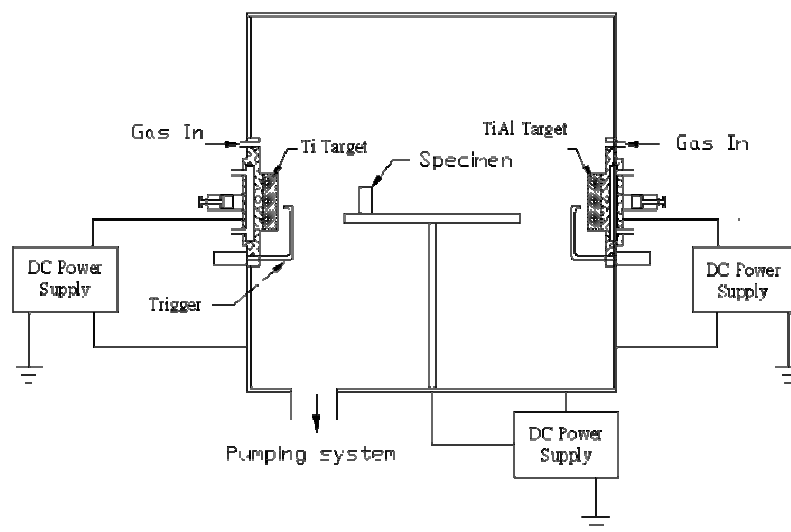 Gas In
Ti Target
TiAl Target
Gas In
Specimen
DC Power
Supply
Trigger
DC Power
Supply
Pumping system
DC Power
Supply